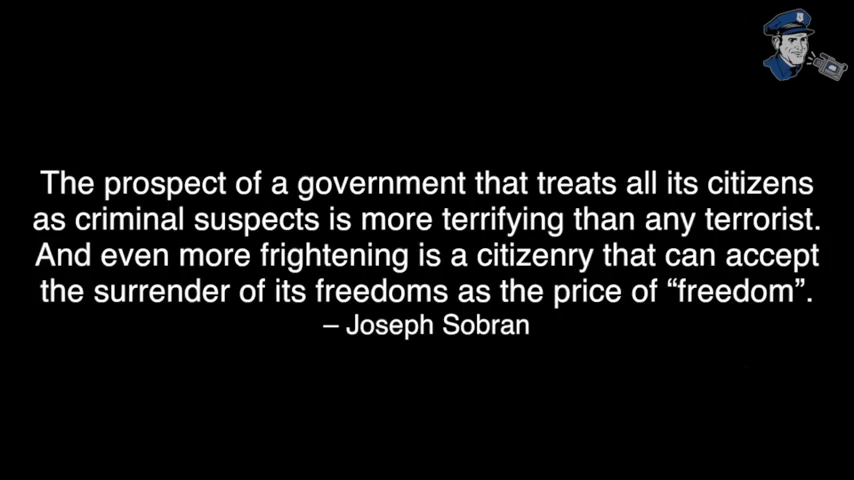 The prospect of a government that treats all its citizens
as criminal suspects is more terrifying than any terrorist.
And even more frightening is a citizenry that can accept
the surrender of its freedoms as the price of “freedom”.
– Joseph Sobran